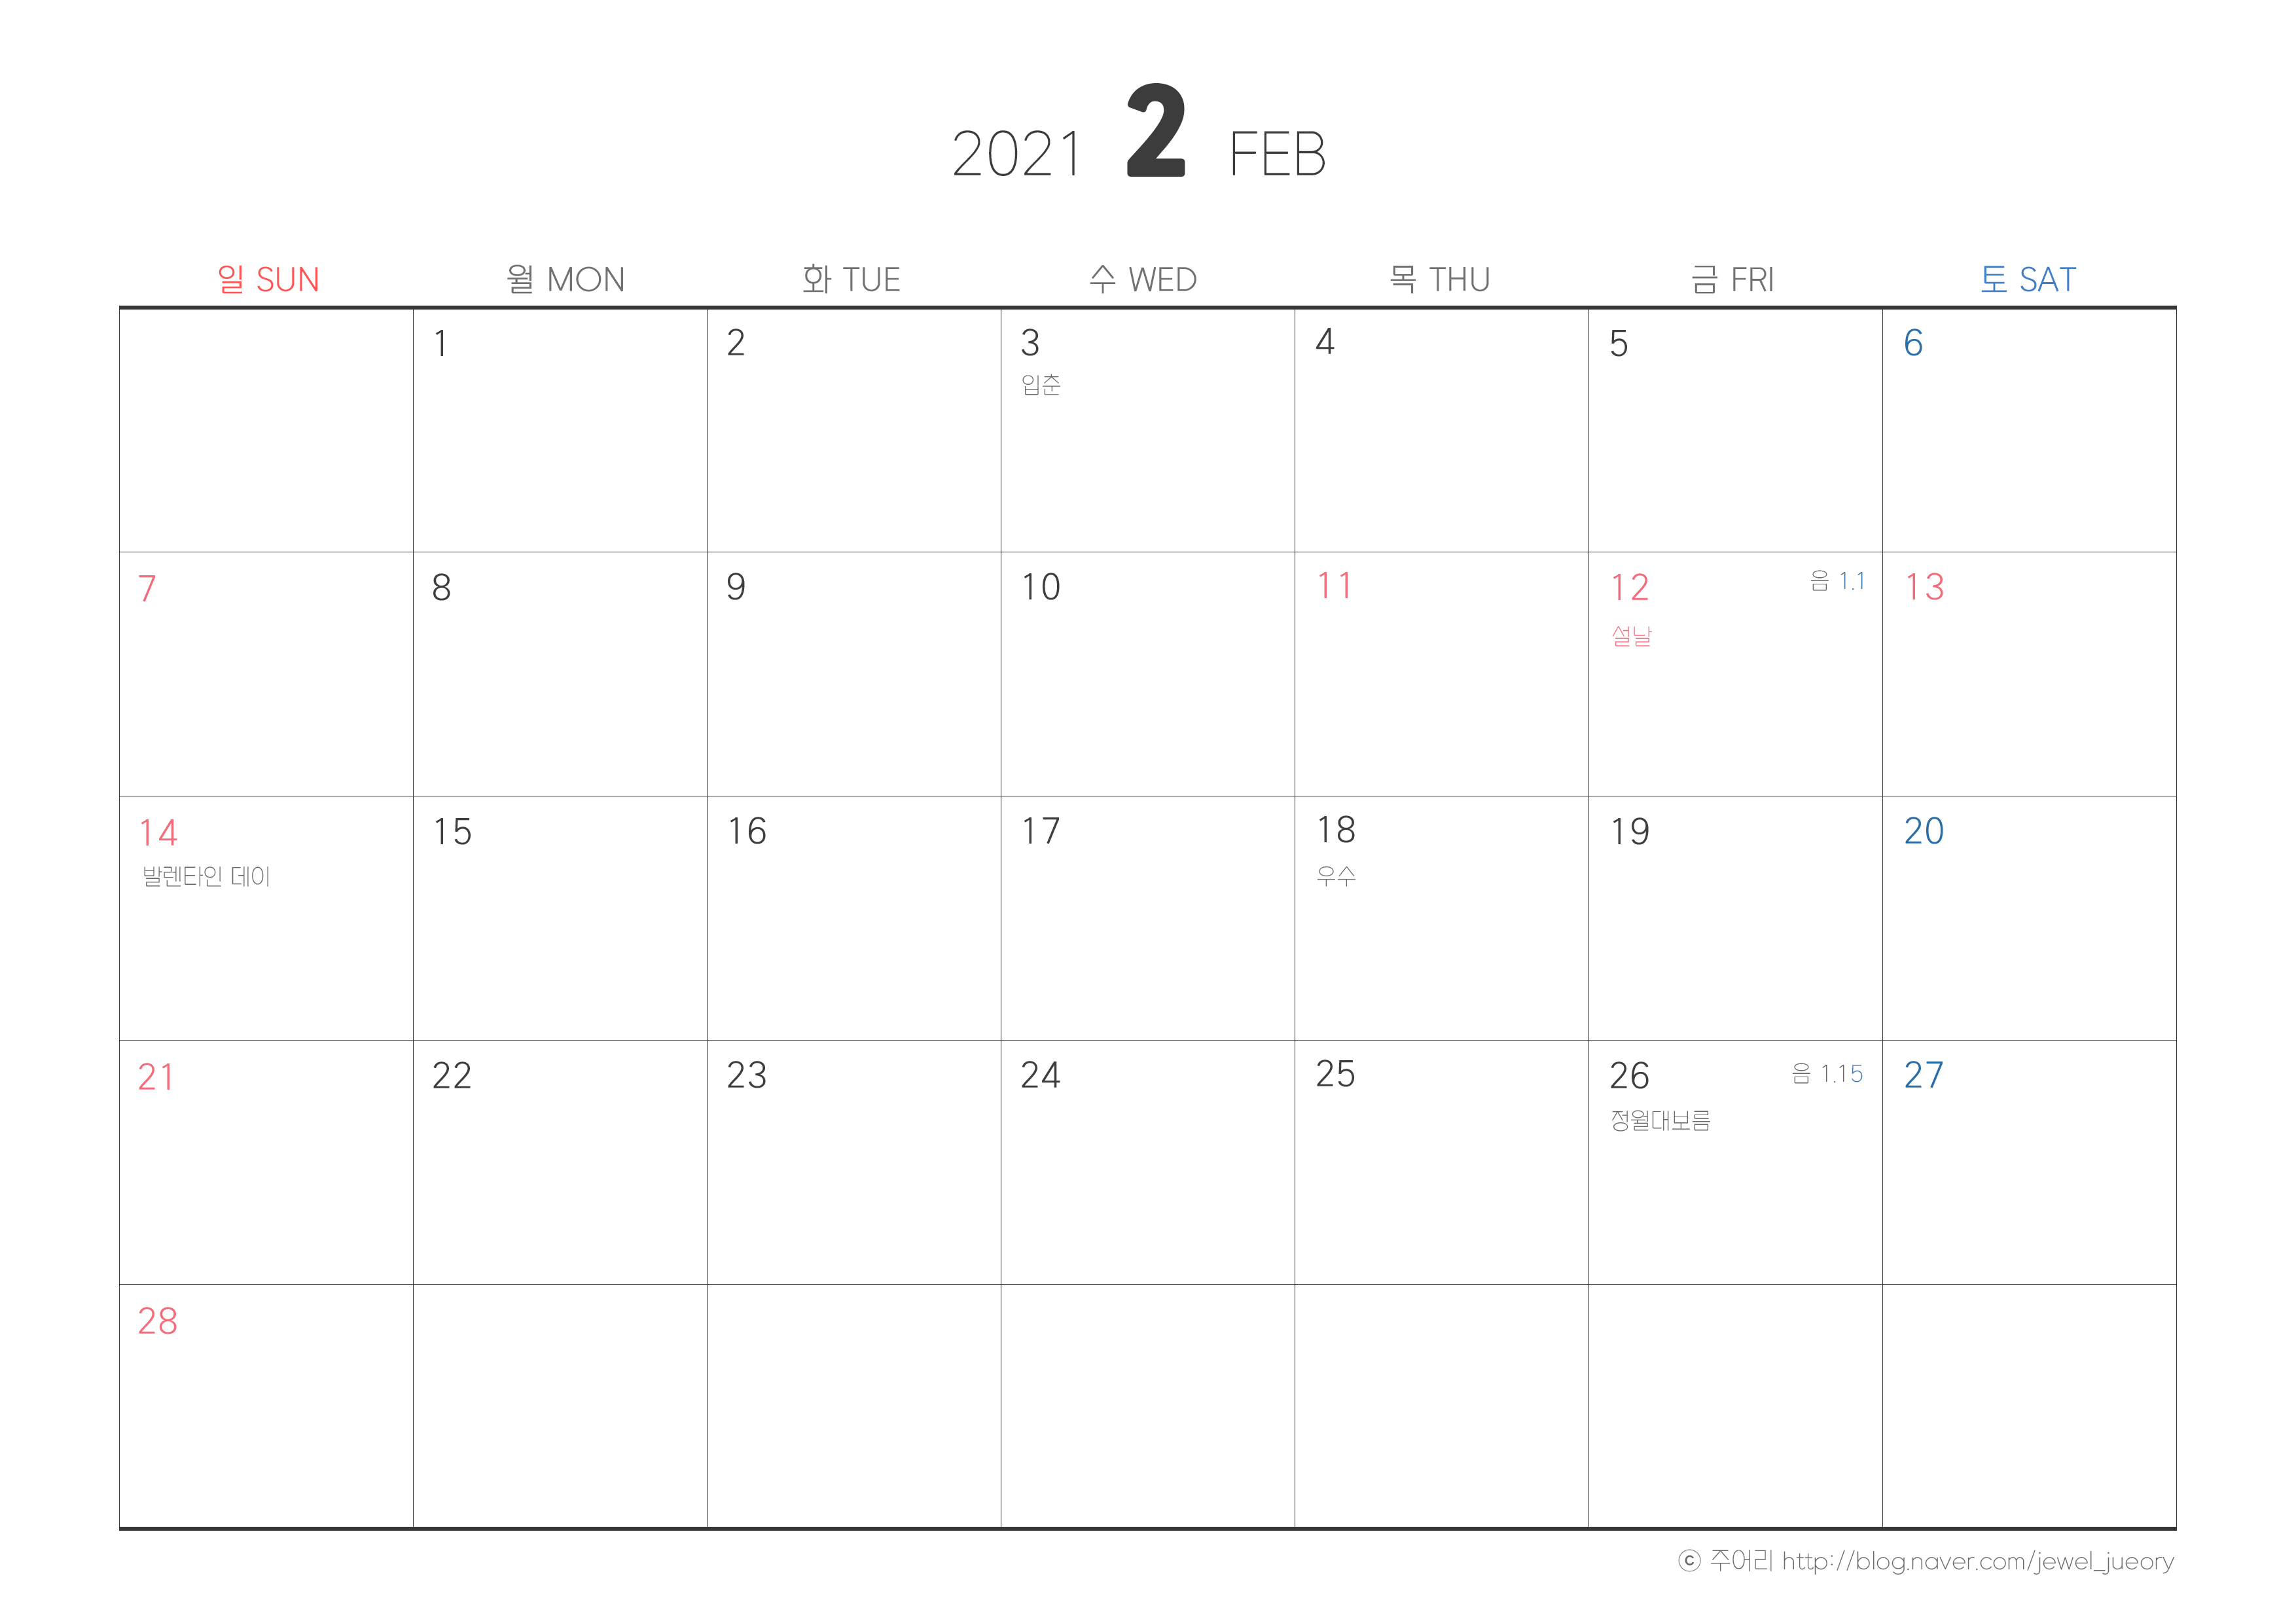 2021 2 FEB
일 SUN 월 MON 화 TUE 수 WED 목 THU 금 FRI 토 SAT
1 2 3 4 5 6
입춘
7 8 9 10 11 12 음 1.1 13
설날
14 15 16 17 18 19 20
발렌타인 데이 우수
21 22 23 24 25 26 음 1.15 27
정월대보름
28
ⓒ 주어리 http://blog.naver.com/jewel_jueory